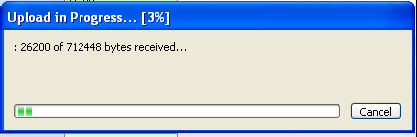 Upload in Progress... [3%]
: 26200 of 712448 bytes received...
Cancel